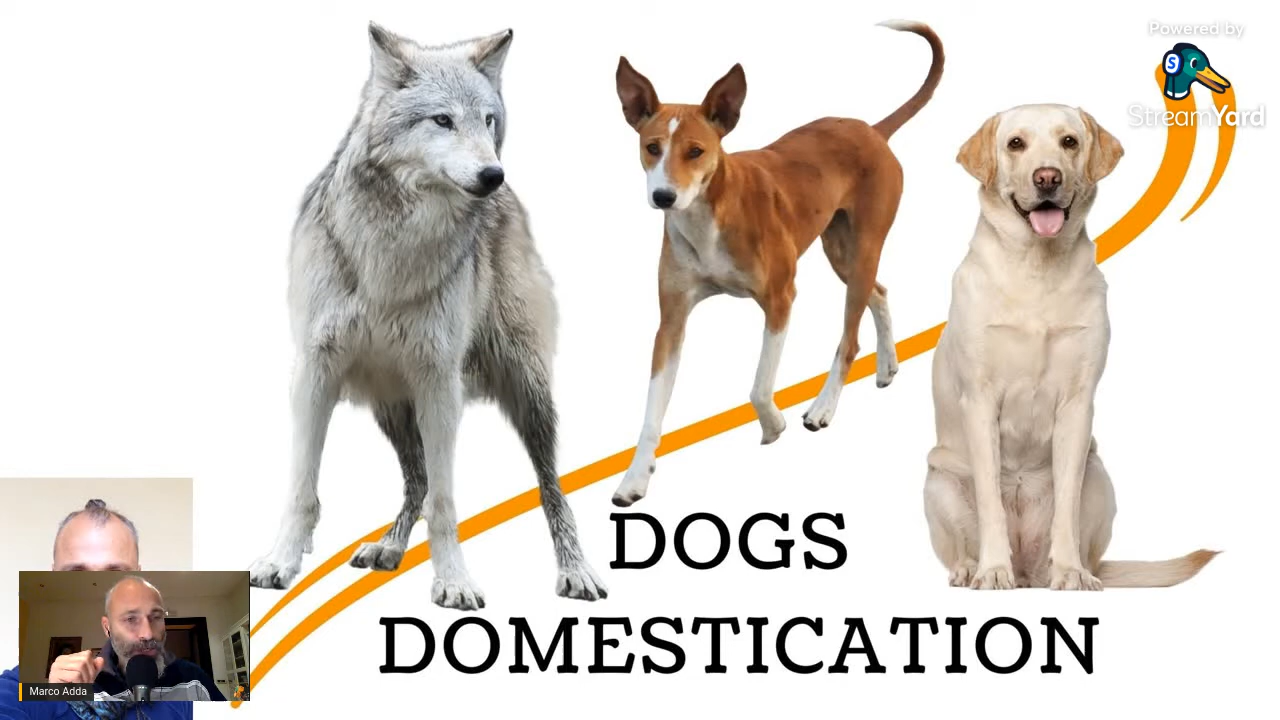 Powered by
S
StreamYard
DOGS
DOMESTICATION
Marco Adda